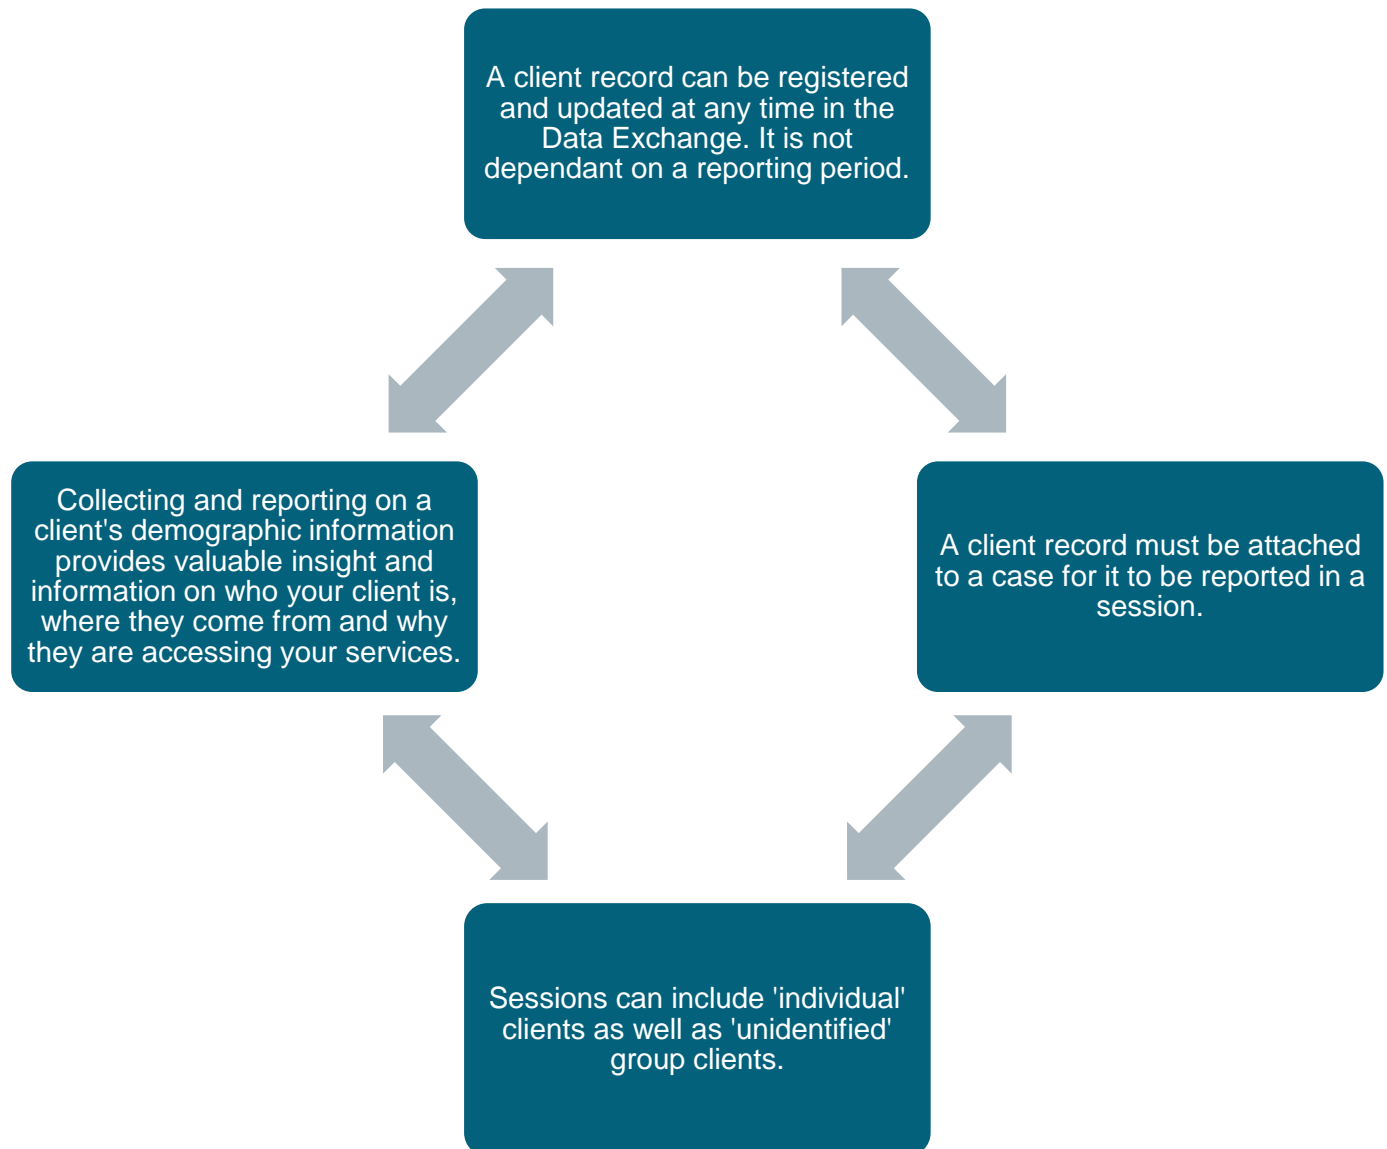 A client record can be registered
and updated at any time in the
Data Exchange. It is not
dependant on a reporting period.
Collecting and reporting on a
client's demographic information
provides valuable insight and
information on who your client is,
where they come from and why
they are accessing your services.
A client record must be attached
to a case for it to be reported in a
session.
Sessions can include 'individual'
clients as well as 'unidentified'
group clients.